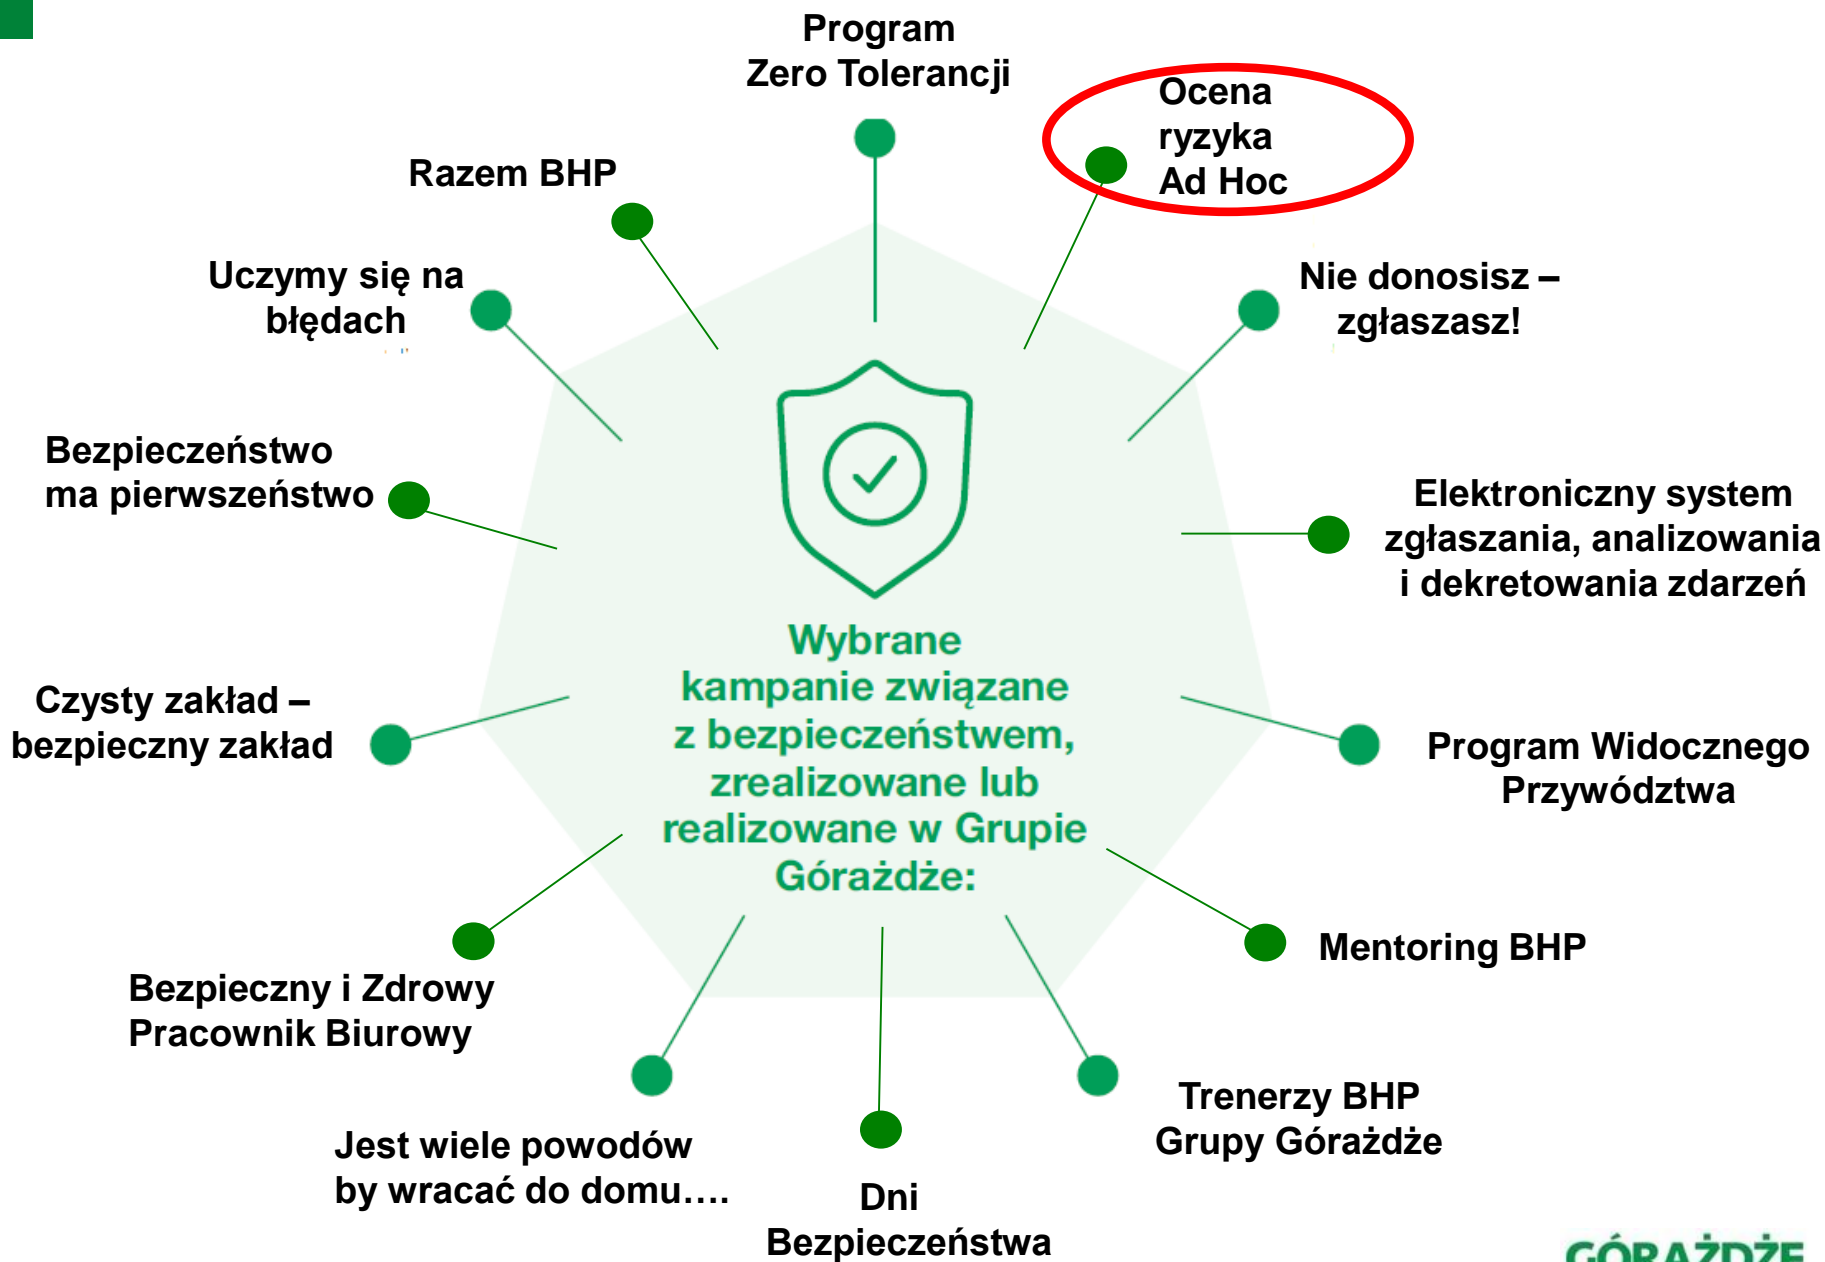 Program
Zero Tolerancji
Ocena
ryzyka
Ad Hoc
Razem BHP
Uczymy się na
błędach
Nie donosisz –
zgłaszasz!
Bezpieczeństwo
ma pierwszeństwo
Elektroniczny system
zgłaszania, analizowania
i dekretowania zdarzeń
Wybrane
kampanie związane
z bezpieczeństwem,
zrealizowane lub
realizowane w Grupie
Górażdże:
Czysty zakład –
bezpieczny zakład
Program Widocznego
Przywództwa
Bezpieczny i Zdrowy
Pracownik Biurowy
Mentoring BHP
Jest wiele powodów
by wracać do domu….
Trenerzy BHP
Grupy Górażdże
Dni
Bezpieczeństwa
GÓRAŻDŻE